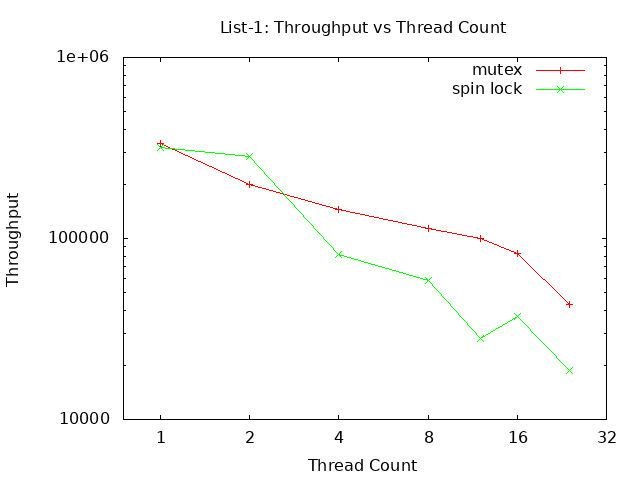 List-1: Throughput vs Thread Count
1e+06
mutex
spin lock
Throughput
100000
10000
1 2 4 8 16 32
Thread Count